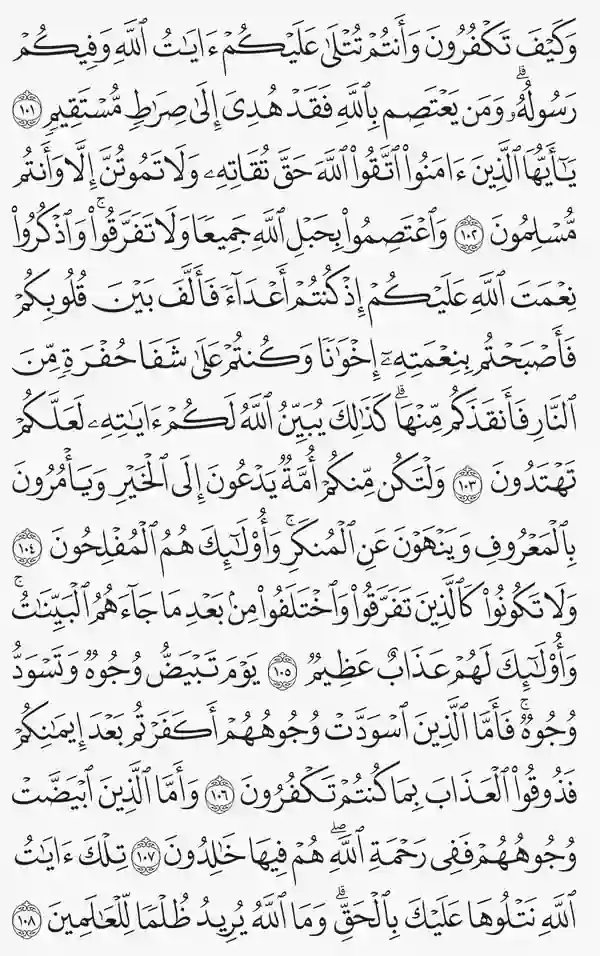 وَكَيۡفَ تَكۡفُرُونَ وَأَنتُمۡ تُتۡلَىٰ عَلَيۡكُمۡ ءَايَٰتُ ٱللَّهِ وَفِيكُمۡ
رَسُولُهُۥۗ وَمَن يَعۡتَصِم بِٱللَّهِ فَقَدۡ هُدِيَ إِلَىٰ صِرَٰطٖ مُّسۡتَقِيمٖ ١٠١
يَٰٓأَيُّهَا ٱلَّذِينَ ءَامَنُواْ ٱتَّقُواْ ٱللَّهَ حَقَّ تُقَاتِهِۦ وَلَا تَمُوتُنَّ إِلَّا وَأَنتُم
مُّسۡلِمُونَ ١٠٢ وَٱعۡتَصِمُواْ بِحَبۡلِ ٱللَّهِ جَمِيعٗا وَلَا تَفَرَّقُواْۚ وَٱذۡكُرُواْ
نِعۡمَتَ ٱللَّهِ عَلَيۡكُمۡ إِذۡ كُنتُمۡ أَعۡدَآءٗ فَأَلَّفَ بَيۡنَ قُلُوبِكُمۡ
فَأَصۡبَحۡتُم بِنِعۡمَتِهِۦٓ إِخۡوَٰنٗا وَكُنتُمۡ عَلَىٰ شَفَا حُفۡرَةٖ مِّنَ
ٱلنَّارِ فَأَنقَذَكُم مِّنۡهَاۗ كَذَٰلِكَ يُبَيِّنُ ٱللَّهُ لَكُمۡ ءَايَٰتِهِۦ لَعَلَّكُمۡ
تَهۡتَدُونَ ١٠٣ وَلۡتَكُن مِّنكُمۡ أُمَّةٞ يَدۡعُونَ إِلَى ٱلۡخَيۡرِ وَيَأۡمُرُونَ
بِٱلۡمَعۡرُوفِ وَيَنۡهَوۡنَ عَنِ ٱلۡمُنكَرِۚ وَأُوْلَٰٓئِكَ هُمُ ٱلۡمُفۡلِحُونَ ١٠٤
وَلَا تَكُونُواْ كَٱلَّذِينَ تَفَرَّقُواْ وَٱخۡتَلَفُواْ مِنۢ بَعۡدِ مَا جَآءَهُمُ ٱلۡبَيِّنَٰتُۚ
وَأُوْلَٰٓئِكَ لَهُمۡ عَذَابٌ عَظِيمٞ ١٠٥ يَوۡمَ تَبۡيَضُّ وُجُوهٞ وَتَسۡوَدُّ
وُجُوهٞۚ فَأَمَّا ٱلَّذِينَ ٱسۡوَدَّتۡ وُجُوهُهُمۡ أَكَفَرۡتُم بَعۡدَ إِيمَٰنِكُمۡ
فَذُوقُواْ ٱلۡعَذَابَ بِمَا كُنتُمۡ تَكۡفُرُونَ ١٠٦ وَأَمَّا ٱلَّذِينَ ٱبۡيَضَّتۡ
وُجُوهُهُمۡ فَفِي رَحۡمَةِ ٱللَّهِۖ هُمۡ فِيهَا خَٰلِدُونَ ١٠٧ تِلۡكَ ءَايَٰتُ
ٱللَّهِ نَتۡلُوهَا عَلَيۡكَ بِٱلۡحَقِّۗ وَمَا ٱللَّهُ يُرِيدُ ظُلۡمٗا لِّلۡعَٰلَمِينَ ١٠٨